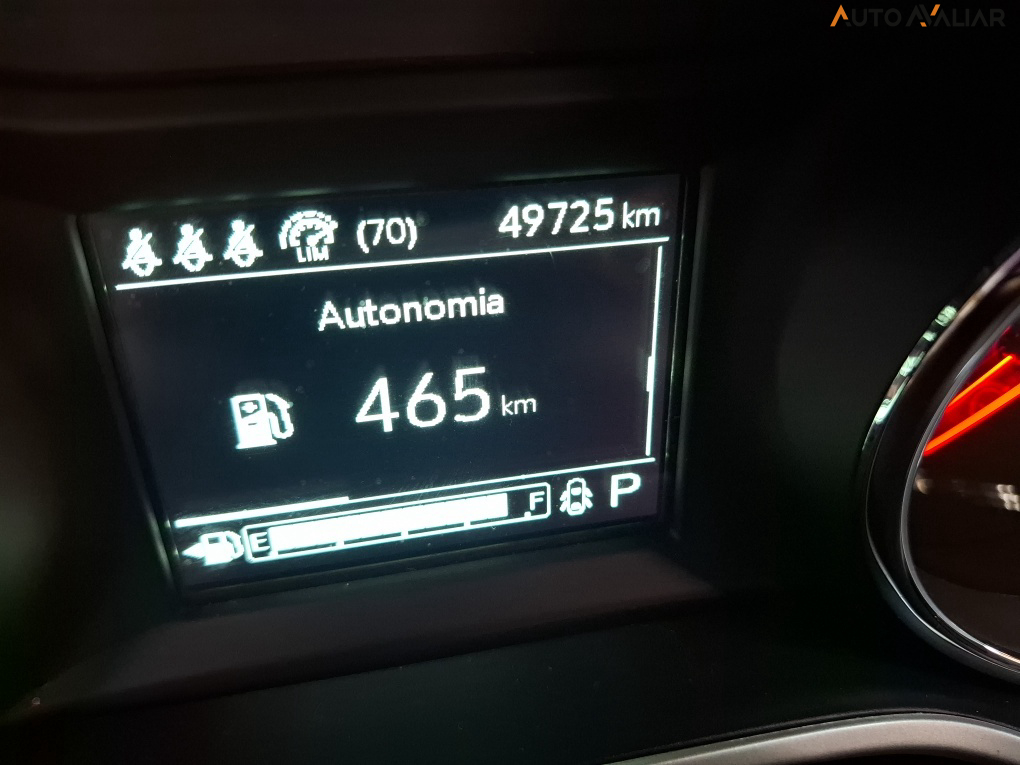 AUTO AVALIAR
LIM (70) 49725 km
Autonomia
465 km
E F P